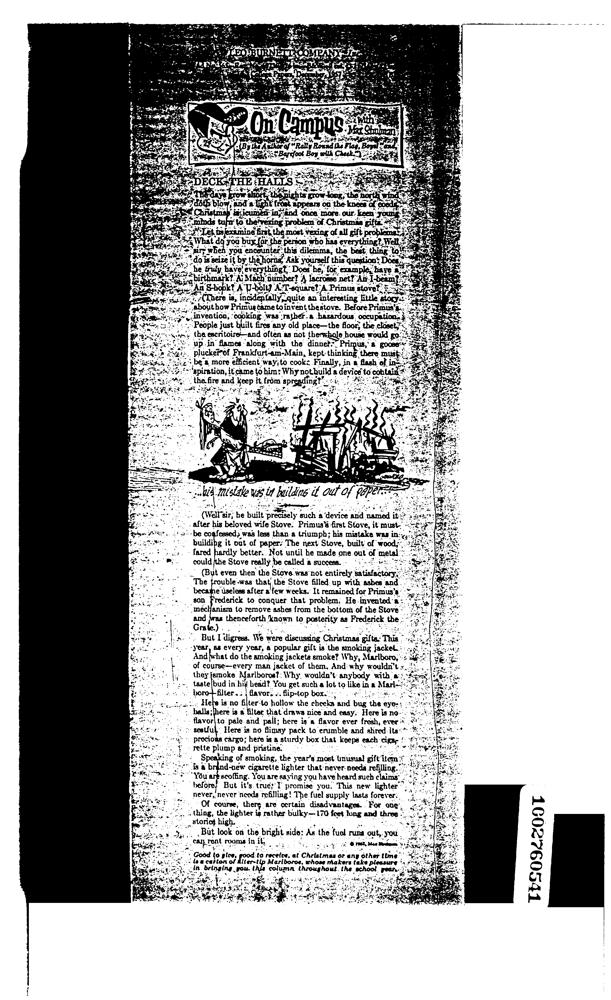 LEO BURNETT COMPANY, Inc.
On Campus with Max Shulman
(By the Author of "Rally Round the Flag, Boys!" and,
"Barefoot Boy with Cheek.")
DECK THE HALLS
The days grow short, the nights grow long, the north wind
doth blow, and a light frost appears on the knees of coeds.
Christmas is icumen in, and once more our keen young
minds turn to the vexing problem of Christmas gifts.
Let us examine first the most vexing of all gift problems:
What do you buy for the person who has everything? Well
sir, when you encounter this dilemma, the best thing to
do is seize it by the horns. Ask yourself this question: Does
he truly have everything? Does he, for example, have a
birthmark? A Mach number? A lacrosse net? An I-beam?
An S-hook? A U-bolt? A T-square? A Primus stove?
(There is, incidentally, quite an interesting little story
about how Primus came to invent the stove. Before Primus's
invention, cooking was rather a hazardous occupation.
People just built fires any old place—the floor, the closet,
the escritoire—and often as not the whole house would go
up in flames along with the dinner. Primus, a goose
plucker of Frankfurt-am-Main, kept thinking there must
be a more efficient way to cook. Finally, in a flash of in-
spiration, it came to him: Why not build a device to contain
the fire and keep it from spreading?
...his mistake was in building it out of paper...
(Well sir, he built precisely such a device and named it
after his beloved wife Stove. Primus's first Stove, it must
be confessed, was less than a triumph; his mistake was in
building it out of paper. The next Stove, built of wood,
fared hardly better. Not until he made one out of metal
could the Stove really be called a success.
(But even then the Stove was not entirely satisfactory.
The trouble was that the Stove filled up with ashes and
became useless after a few weeks. It remained for Primus's
son Frederick to conquer that problem. He invented a
mechanism to remove ashes from the bottom of the Stove
and was thenceforth known to posterity as Frederick the
Grate.)
But I digress. We were discussing Christmas gifts. This
year, as every year, a popular gift is the smoking jacket.
And what do the smoking jackets smoke? Why, Marlboro,
of course—every man jacket of them. And why wouldn't
they smoke Marlboros? Why wouldn't anybody with a
taste bud in his head? You get such a lot to like in a Marl-
boro—filter...flavor...flip-top box.
Here is no filter to hollow the cheeks and bug the eye-
balls; here is a filter that draws nice and easy. Here is no
flavor to pale and pall; here is a flavor ever fresh, ever
zestful. Here is no flimsy pack to crumble and shred its
precious cargo; here is a sturdy box that keeps each ciga-
rette plump and pristine.
Speaking of smoking, the year's most unusual gift item
is a brand-new cigarette lighter that never needs refilling.
You are scoffing. You are saying you have heard such claims
before. But it's true! I promise you. This new lighter
never, never needs refilling! The fuel supply lasts forever.
Of course, there are certain disadvantages. For one
thing, the lighter is rather bulky—170 feet long and three
stories high.
But look on the bright side: As the fuel runs out, you
can rent rooms in it.
Good to give, good to receive, at Christmas or any other time
is a carton of filter-tip Marlboros, whose makers take pleasure
in bringing you this column throughout the school year.
1002760541